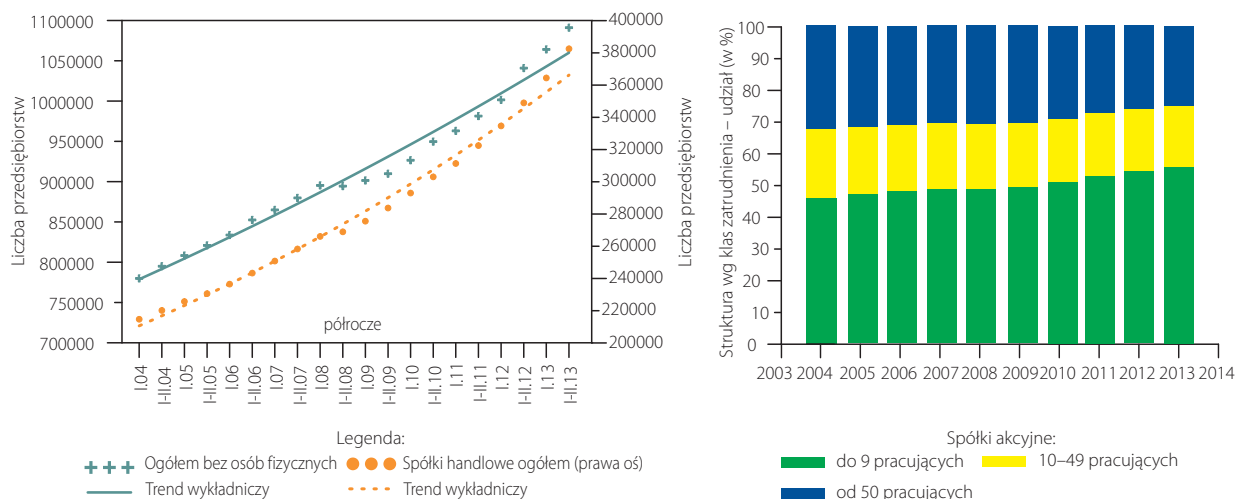 Liczba przedsiębiorstw
1100000
1050000
1000000
950000
900000
850000
800000
750000
700000
400000
380000
360000
340000
320000
300000
280000
260000
240000
220000
200000
Liczba przedsiębiorstw
półrocze
I.04
I-II.04
I.05
I-II.05
I.06
I-II.06
I.07
I-II.07
I.08
I-II.08
I.09
I-II.09
I.10
I-II.10
I.11
I-II.11
I.12
I-II.12
I.13
I-II.13
Legenda:
Ogółem bez osób fizycznych
Spółki handlowe ogółem (prawa oś)
Trend wykładniczy
Trend wykładniczy
Struktura wg klas zatrudnienia – udział (w %)
100
90
80
70
60
50
40
30
20
10
0
2003 2004 2005 2006 2007 2008 2009 2010 2011 2012 2013 2014
Spółki akcyjne:
do 9 pracujących
10–49 pracujących
od 50 pracujących